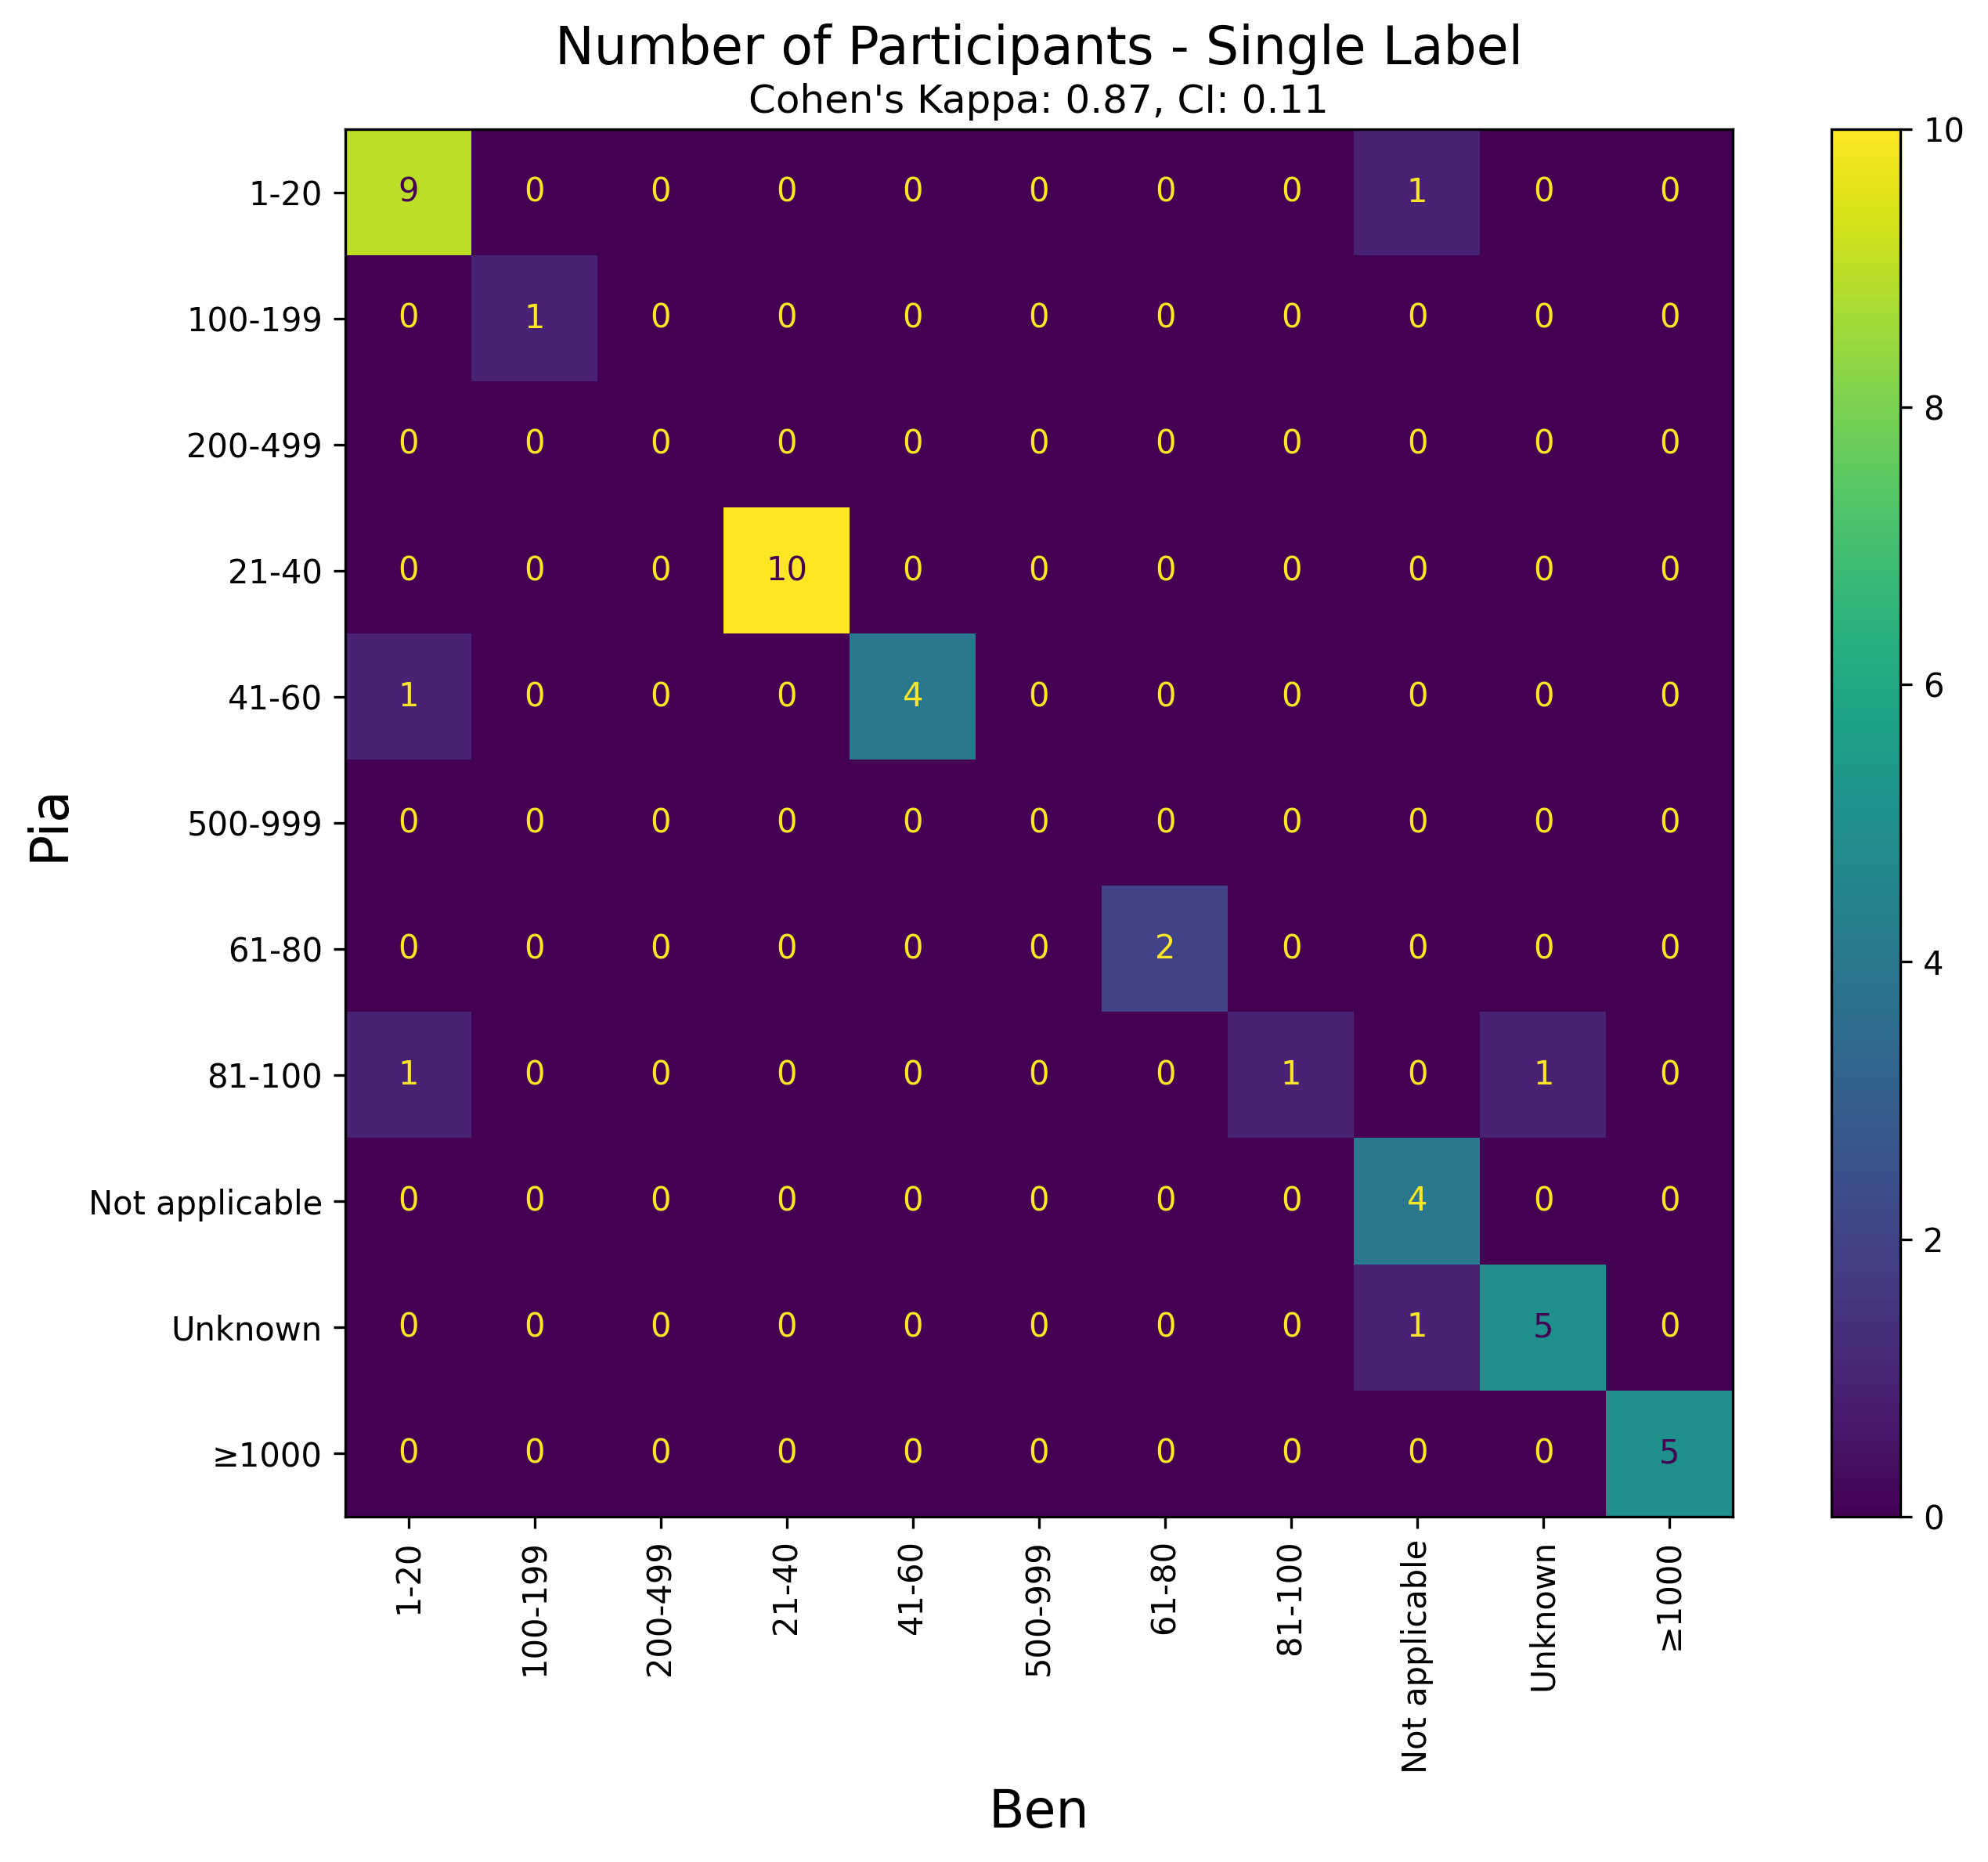 Number of Participants - Single Label
Cohen's Kappa: 0.87, CI: 0.11
1-20 9 0 0 0 0 0 0 0 1 0 0
100-199 0 1 0 0 0 0 0 0 0 0 0
200-499 0 0 0 0 0 0 0 0 0 0 0
21-40 0 0 0 10 0 0 0 0 0 0 0
41-60 1 0 0 0 4 0 0 0 0 0 0
500-999 0 0 0 0 0 0 0 0 0 0 0
61-80 0 0 0 0 0 0 2 0 0 0 0
81-100 1 0 0 0 0 0 0 1 0 1 0
Not applicable 0 0 0 0 0 0 0 0 4 0 0
Unknown 0 0 0 0 0 0 0 0 1 5 0
≥1000 0 0 0 0 0 0 0 0 0 0 5
Pia
1-20 100-199 200-499 21-40 41-60 500-999 61-80 81-100 Not applicable Unknown ≥1000
Ben
10
8
6
4
2
0